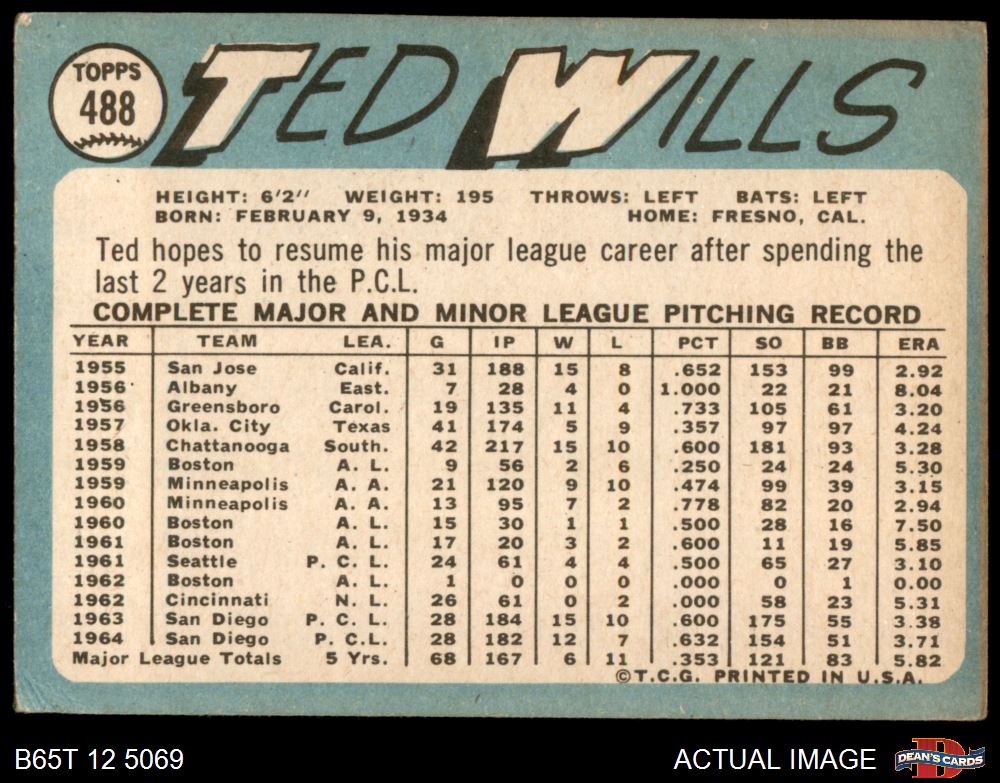 TOPPS
488
TED WILLS
HEIGHT: 6'2" WEIGHT: 195 THROWS: LEFT BATS: LEFT
BORN: FEBRUARY 9, 1934 HOME: FRESNO, CAL.
Ted hopes to resume his major league career after spending the
last 2 years in the P.C.L.
COMPLETE MAJOR AND MINOR LEAGUE PITCHING RECORD
YEAR TEAM LEA. G IP W L PCT SO BB ERA
1955 San Jose Calif. 31 188 15 8 .652 153 99 2.92
1956 Albany East. 7 28 4 0 1.000 22 21 8.04
1956 Greensboro Carol. 19 135 11 4 .733 105 61 3.20
1957 Okla. City Texas 41 174 5 9 .357 97 97 4.24
1958 Chattanooga South. 42 217 15 10 .600 181 93 3.28
1959 Boston A. L. 9 56 2 6 .250 24 24 5.30
1959 Minneapolis A. A. 21 120 9 10 .474 99 39 3.15
1960 Minneapolis A. A. 13 95 7 2 .778 82 20 2.94
1960 Boston A. L. 15 30 1 1 .500 28 16 7.50
1961 Boston A. L. 17 20 3 2 .600 11 19 5.85
1961 Seattle P. C. L. 24 61 4 4 .500 65 27 3.10
1962 Boston A. L. 1 0 0 0 .000 0 1 0.00
1962 Cincinnati N. L. 26 61 0 2 .000 58 23 5.31
1963 San Diego P. C. L. 28 184 15 10 .600 175 55 3.38
1964 San Diego P. C.L. 28 182 12 7 .632 154 51 3.71
Major League Totals 5 Yrs. 68 167 6 11 .353 121 83 5.82
©T.C.G. PRINTED IN U.S.A.
B65T 12 5069 ACTUAL IMAGE
D
DEAN'S CARDS